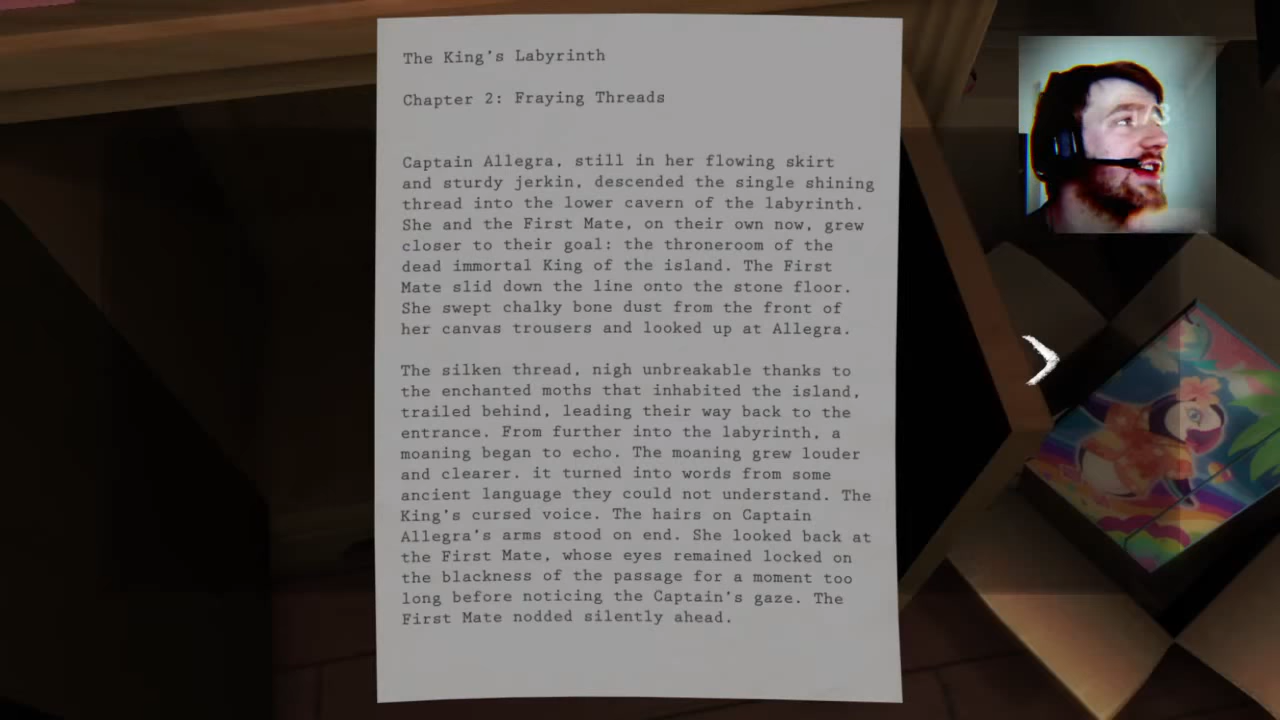 The King's Labyrinth
Chapter 2: Fraying Threads
Captain Allegra, still in her flowing skirt
and sturdy jerkin, descended the single shining
thread into the lower cavern of the labyrinth.
She and the First Mate, on their own now, grew
closer to their goal: the throneroom of the
dead immortal King of the island. The First
Mate slid down the line onto the stone floor.
She swept chalky bone dust from the front of
her canvas trousers and looked up at Allegra.
The silken thread, nigh unbreakable thanks to
the enchanted moths that inhabited the island,
trailed behind, leading their way back to the
entrance. From further into the labyrinth, a
moaning began to echo. The moaning grew louder
and clearer. it turned into words from some
ancient language they could not understand. The
King's cursed voice. The hairs on Captain
Allegra's arms stood on end. She looked back at
the First Mate, whose eyes remained locked on
the blackness of the passage for a moment too
long before noticing the Captain's gaze. The
First Mate nodded silently ahead.